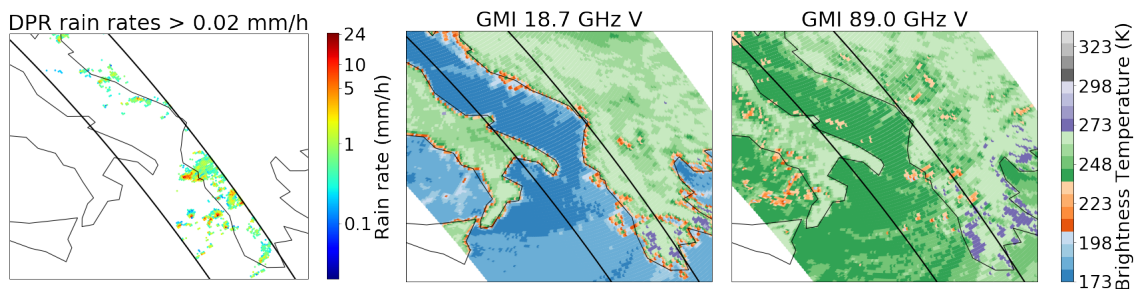 DPR rain rates > 0.02 mm/h
24
10
5
1
0.1
Rain rate (mm/h)
GMI 18.7 GHz V
GMI 89.0 GHz V
323
298
273
248
223
198
173
Brightness Temperature (K)